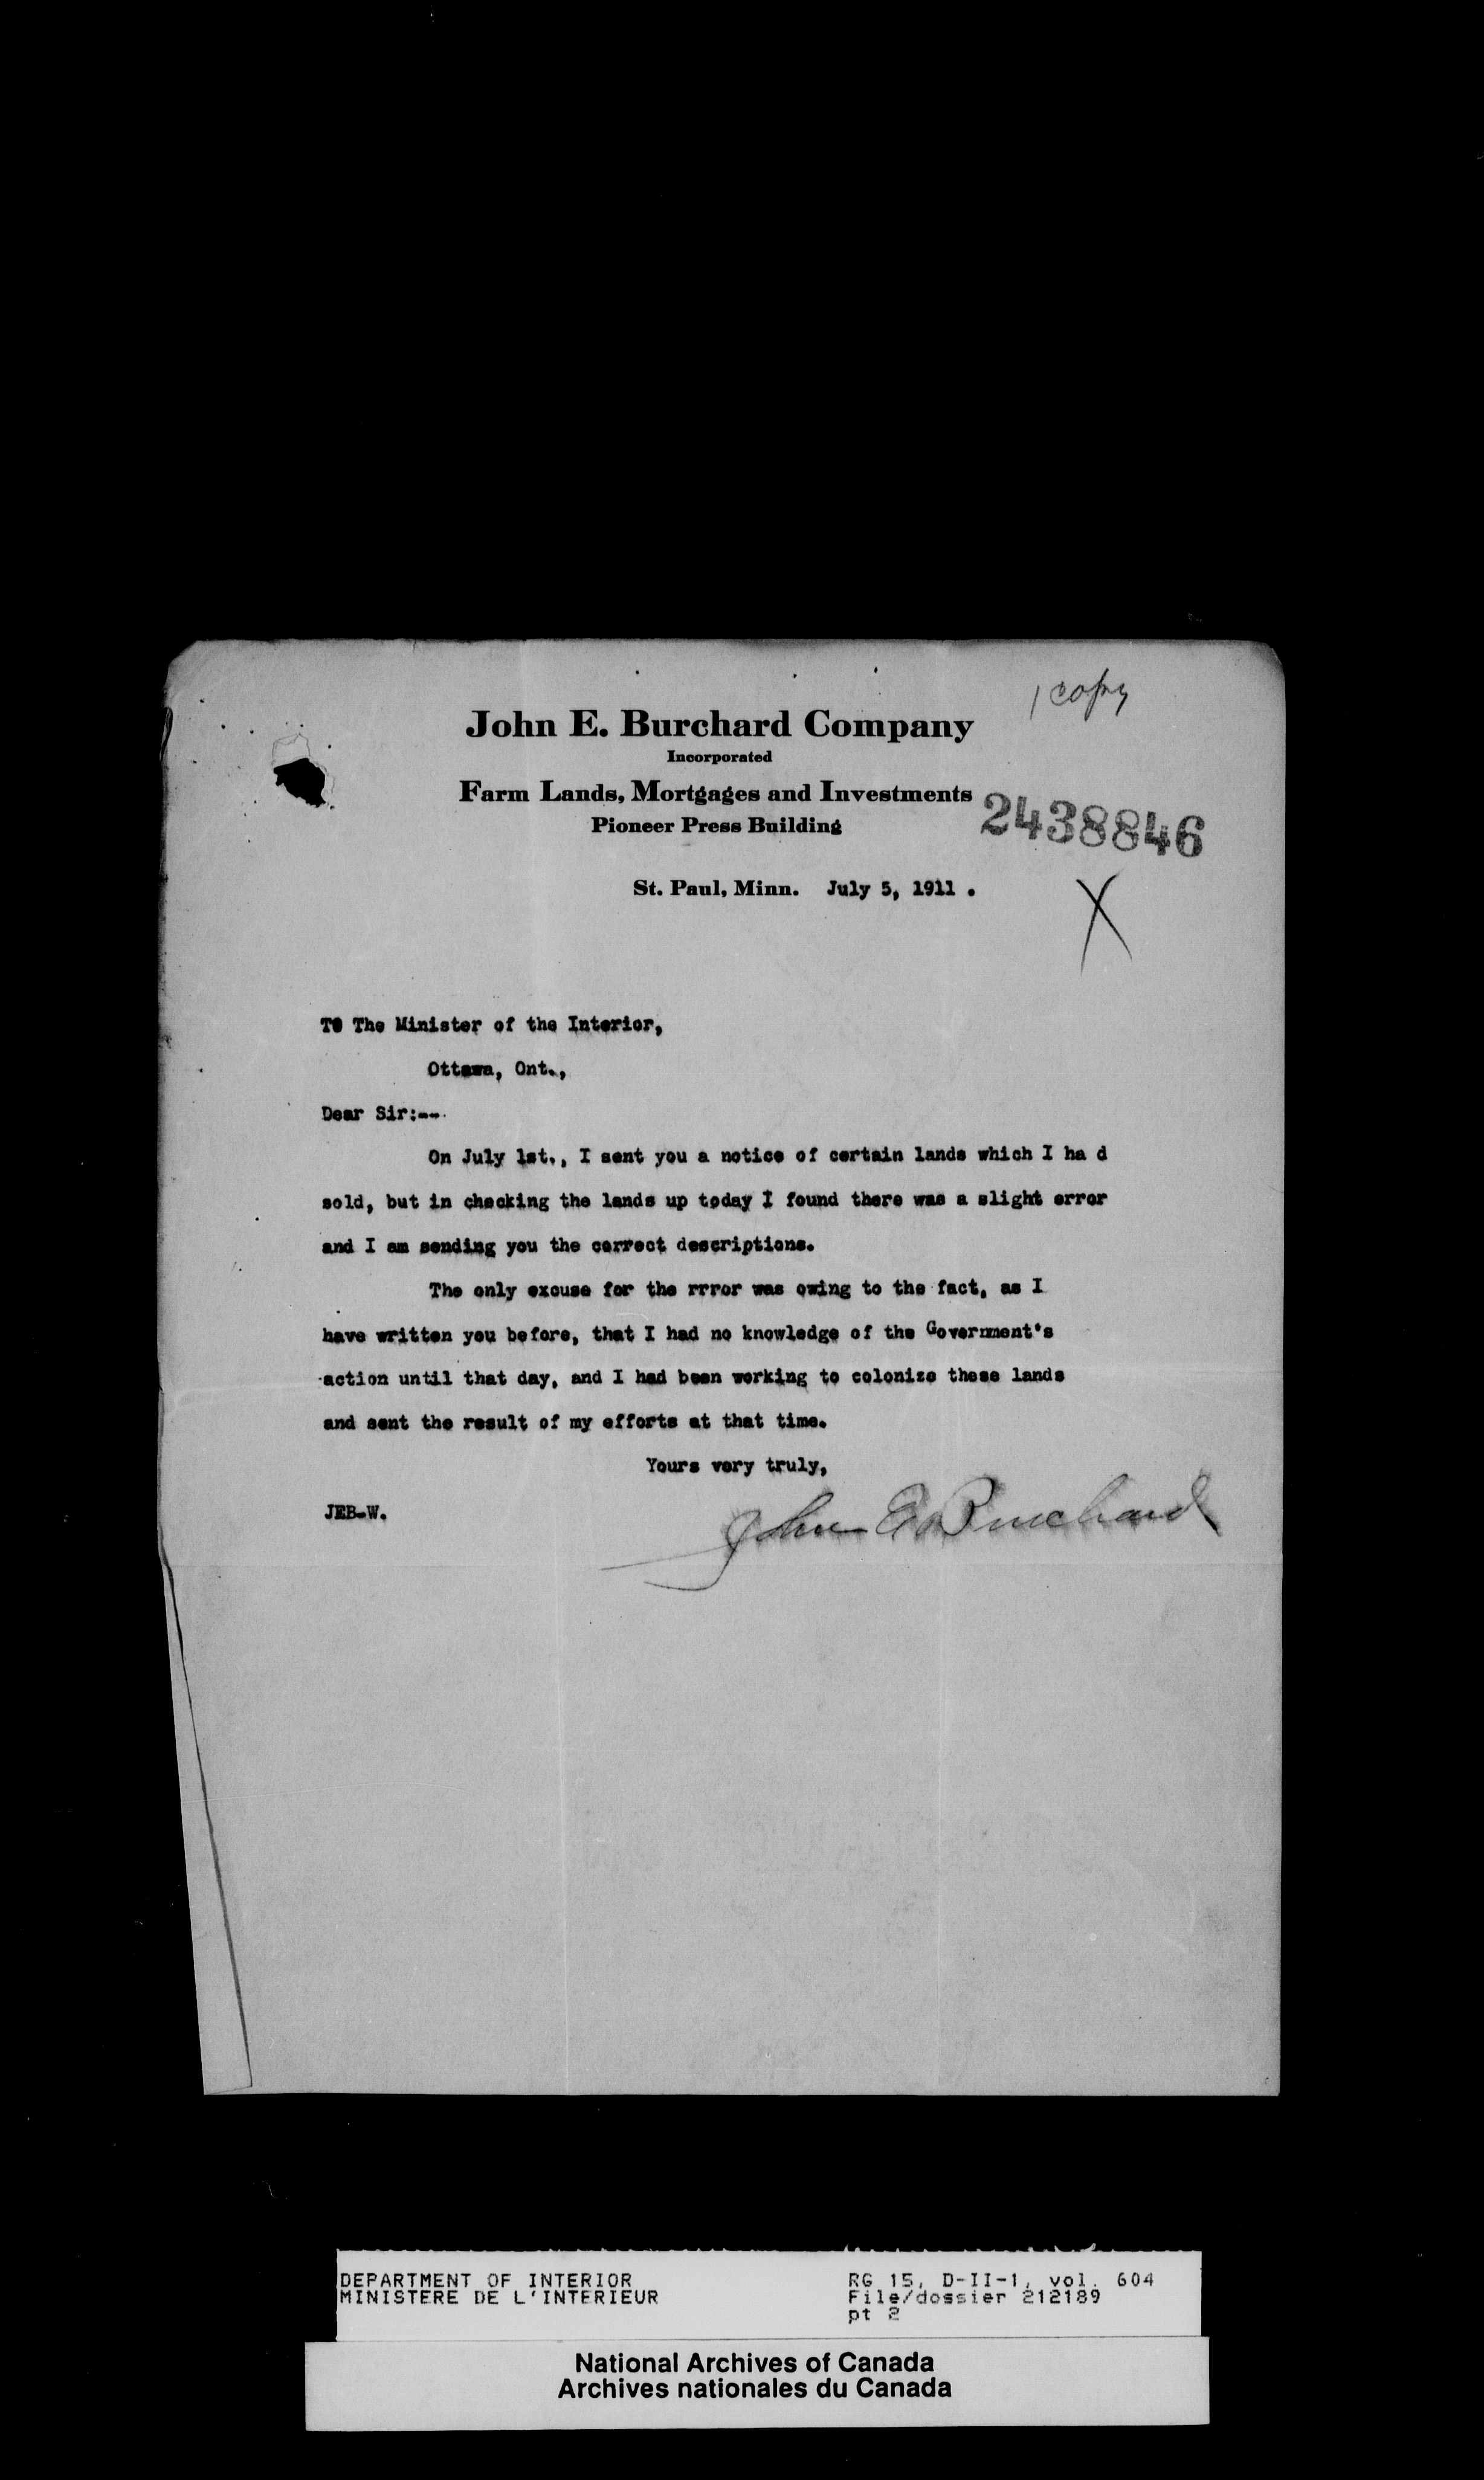 1 copy
John E. Burchard Company
Incorporated
Farm Lands, Mortgages and Investments
Pioneer Press Building
2438846
St. Paul, Minn. July 5, 1911 .
X
TO The Minister of the Interior,
Ottawa, Ont.,
Dear Sir:--
On July 1st., I sent you a notice of certain lands which I ha d
sold, but in checking the lands up today I found there was a slight error
and I am sending you the correct descriptions.
The only excuse for the rrror was owing to the fact, as I
have written you before, that I had no knowledge of the Government's
action until that day, and I had been working to colonize these lands
and sent the result of my efforts at that time.
Yours very truly,
JEB-W.
John E Burchard
DEPARTMENT OF INTERIOR
MINISTERE DE L'INTERIEUR
RG 15, D-II-1, vol. 604
File/dossier 212189
pt 2
National Archives of Canada
Archives nationales du Canada